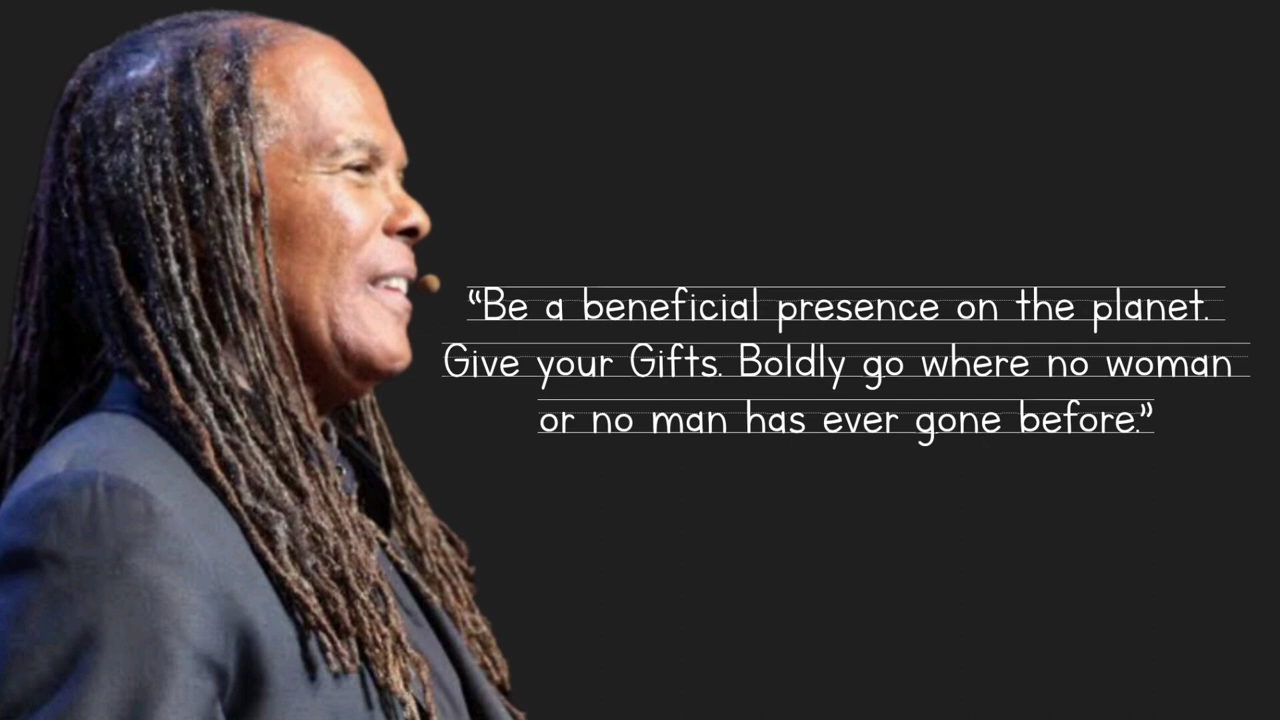 “Be a beneficial presence on the planet.
Give your Gifts. Boldly go where no woman
or no man has ever gone before.”